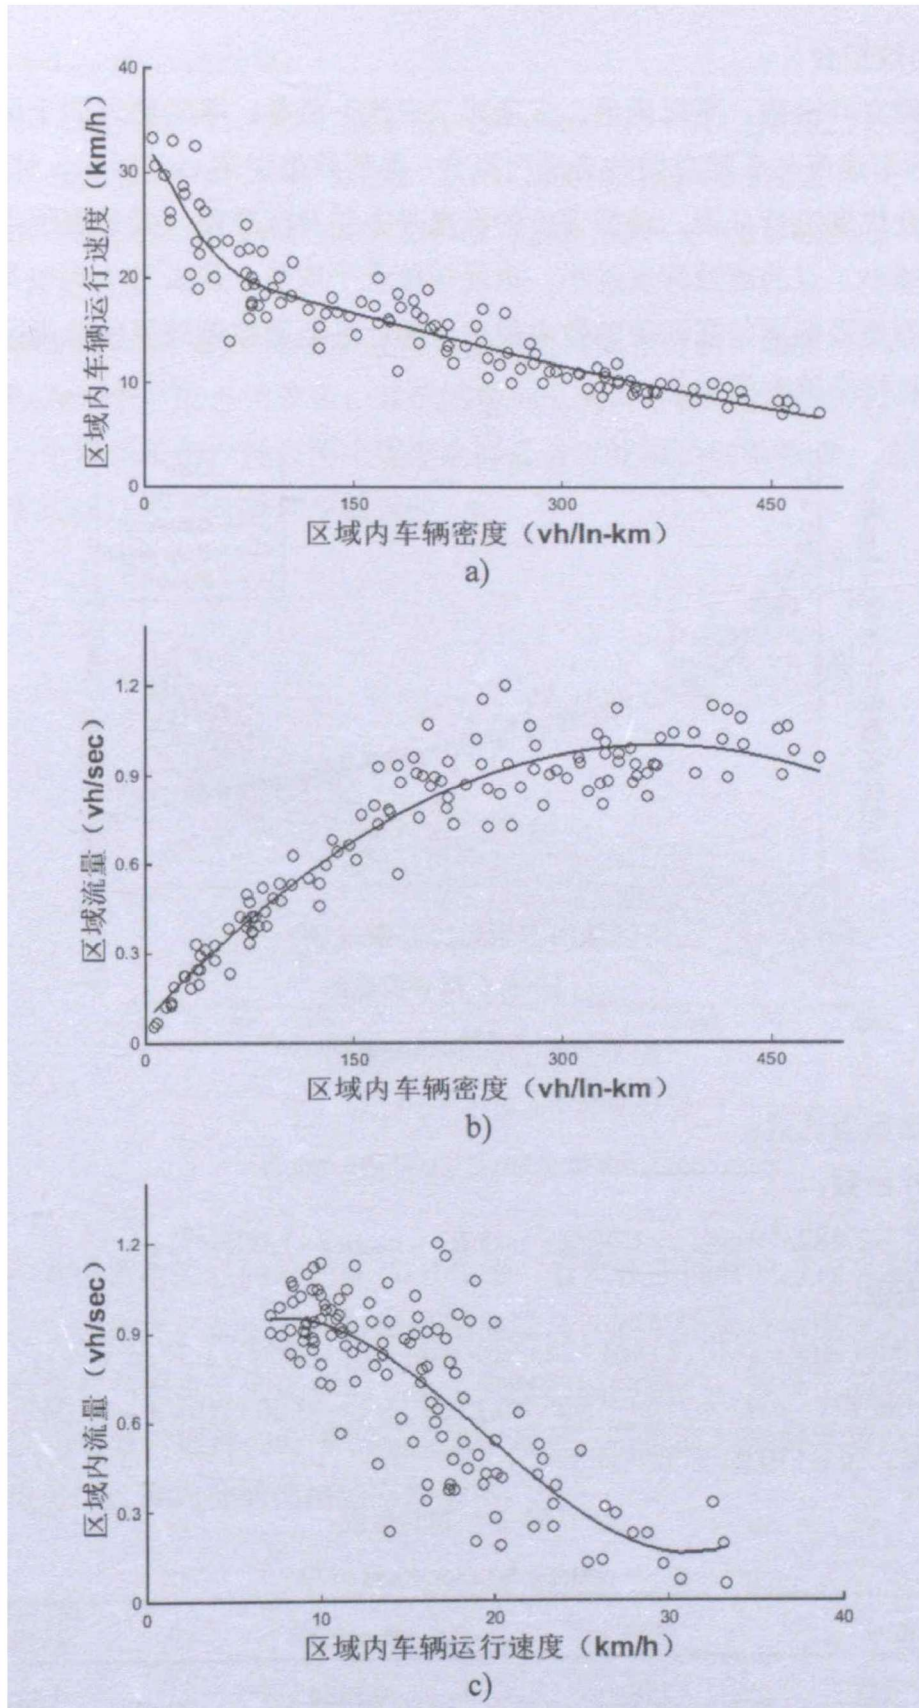 40
30
20
10
0
区域内车辆运行速度（km/h）
0 150 300 450
区域内车辆密度（vh/ln-km）
a)
1.2
0.9
0.6
0.3
0
区域流量（vh/sec）
0 150 300 450
区域内车辆密度（vh/ln-km）
b)
1.2
0.9
0.6
0.3
0
区域内流量（vh/sec）
0 10 20 30 40
区域内车辆运行速度（km/h）
c)